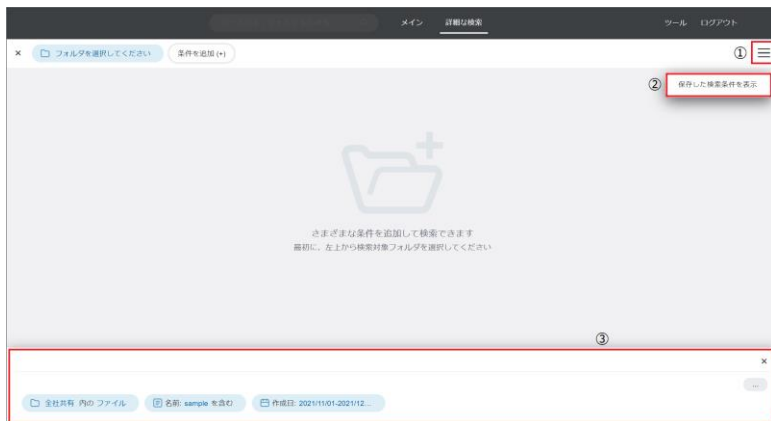 メイン 詳細な検索 ツール ログアウト
× フォルダを選択してください 条件を追加 (+) ①
② 保存した検索条件を表示
さまざまな条件を追加して検索できます
最初に、左上から検索対象フォルダを選択してください
③
×
...
全社共有 内の ファイル 名前: sample を含む 作成日: 2021/11/01-2021/12...